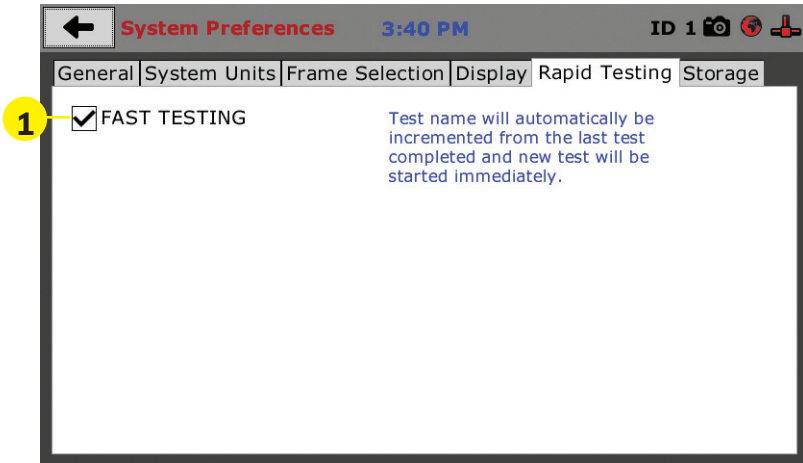 System Preferences 3:40 PM ID 1
General System Units Frame Selection Display Rapid Testing Storage
1 FAST TESTING
Test name will automatically be
incremented from the last test
completed and new test will be
started immediately.